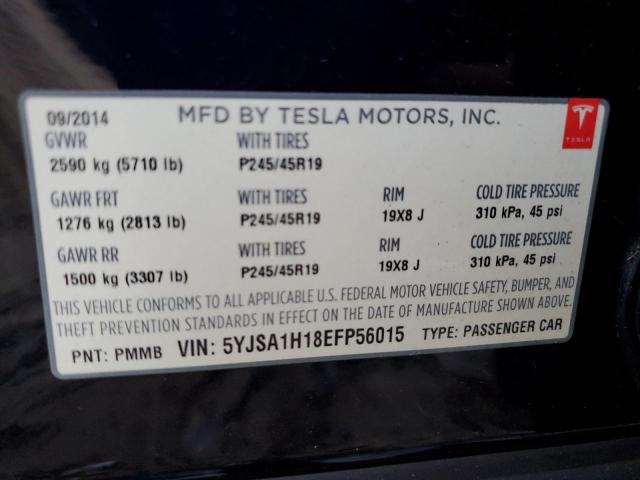 09/2014 MFD BY TESLA MOTORS, INC.
GVWR WITH TIRES
2590 kg (5710 lb) P245/45R19
TESLA
GAWR FRT WITH TIRES RIM COLD TIRE PRESSURE
1276 kg (2813 lb) P245/45R19 19X8 J 310 kPa, 45 psi
GAWR RR WITH TIRES RIM COLD TIRE PRESSURE
1500 kg (3307 lb) P245/45R19 19X8 J 310 kPa, 45 psi
THIS VEHICLE CONFORMS TO ALL APPLICABLE U.S. FEDERAL MOTOR VEHICLE SAFETY, BUMPER, AND
THEFT PREVENTION STANDARDS IN EFFECT ON THE DATE OF MANUFACTURE SHOWN ABOVE.
PNT: PMMB VIN: 5YJSA1H18EFP56015 TYPE: PASSENGER CAR